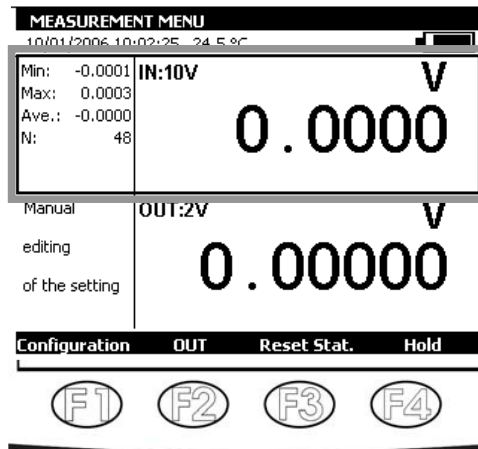 MEASUREMENT MENU
10/01/2006 10:02:25 24.5 °C
Min: -0.0001
Max: 0.0003
Ave.: -0.0000
N: 48
IN:10V
V
0.0000
Manual
editing
of the setting
OUT:2V
V
0.00000
Configuration OUT Reset Stat. Hold
F1 F2 F3 F4